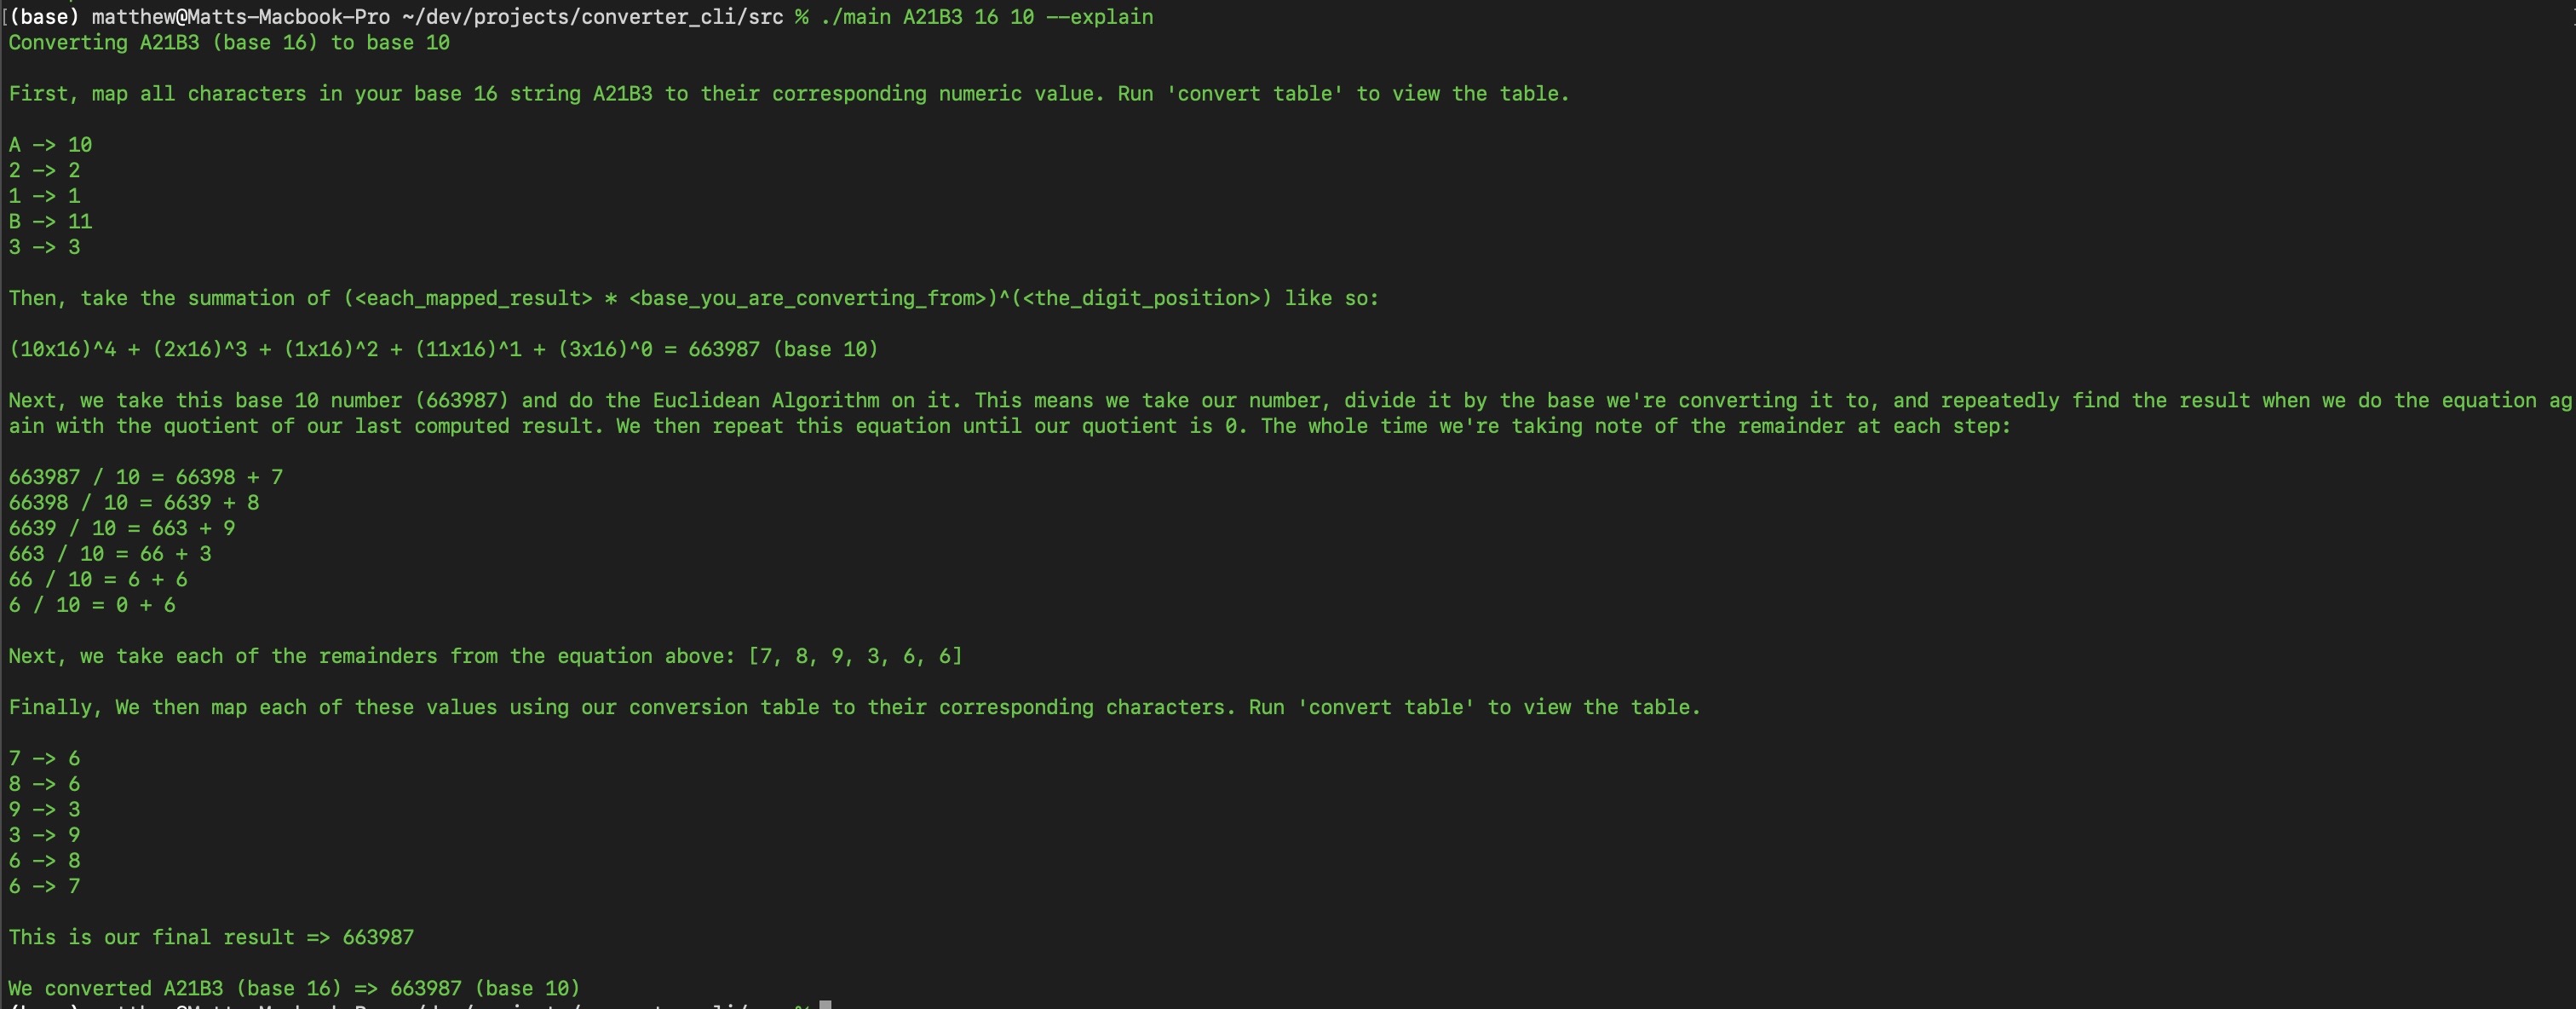 (base) matthew@Matts-Macbook-Pro ~/dev/projects/converter_cli/src % ./main A21B3 16 10 --explain
Converting A21B3 (base 16) to base 10
First, map all characters in your base 16 string A21B3 to their corresponding numeric value. Run 'convert table' to view the table.
A -> 10
2 -> 2
1 -> 1
B -> 11
3 -> 3
Then, take the summation of (<each_mapped_result> * <base_you_are_converting_from>)^(<the_digit_position>) like so:
(10x16)^4 + (2x16)^3 + (1x16)^2 + (11x16)^1 + (3x16)^0 = 663987 (base 10)
Next, we take this base 10 number (663987) and do the Euclidean Algorithm on it. This means we take our number, divide it by the base we're converting it to, and repeatedly find the result when we do the equation ag
ain with the quotient of our last computed result. We then repeat this equation until our quotient is 0. The whole time we're taking note of the remainder at each step:
663987 / 10 = 66398 + 7
66398 / 10 = 6639 + 8
6639 / 10 = 663 + 9
663 / 10 = 66 + 3
66 / 10 = 6 + 6
6 / 10 = 0 + 6
Next, we take each of the remainders from the equation above: [7, 8, 9, 3, 6, 6]
Finally, We then map each of these values using our conversion table to their corresponding characters. Run 'convert table' to view the table.
7 -> 6
8 -> 6
9 -> 3
3 -> 9
6 -> 8
6 -> 7
This is our final result => 663987
We converted A21B3 (base 16) => 663987 (base 10)